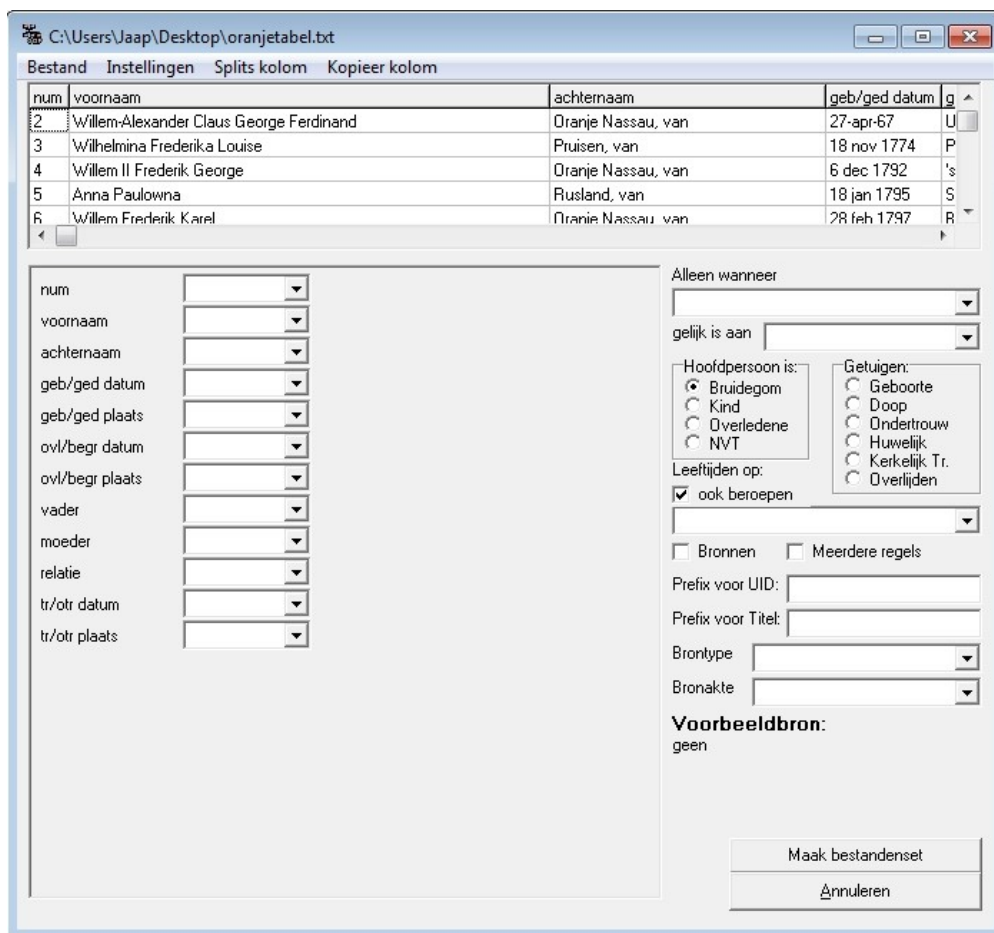 C:\Users\Jaap\Desktop\oranjetabel.txt
Bestand Instellingen Splits kolom Kopieer kolom
num voornaam achternaam geb/ged datum g
2 Willem-Alexander Claus George Ferdinand Oranje Nassau, van 27-apr-67 U
3 Wilhelmina Frederika Louise Pruisen, van 18 nov 1774 P
4 Willem II Frederik George Oranje Nassau, van 6 dec 1792 's
5 Anna Paulowna Rusland, van 18 jan 1795 S
6 Willem Frederik Karel Oranje Nassau, van 28 feb 1797 B
num
voornaam
achternaam
geb/ged datum
geb/ged plaats
ovl/begr datum
ovl/begr plaats
vader
moeder
relatie
tr/otr datum
tr/otr plaats
Alleen wanneer
gelijk is aan
Hoofdpersoon is:
Bruidegom
Kind
Overledene
NVT
Getuigen:
Geboorte
Doop
Ondertrouw
Huwelijk
Kerkelijk Tr.
Overlijden
Leeftijden op:
ook beroepen
Bronnen Meerdere regels
Prefix voor UID:
Prefix voor Titel:
Brontype
Bronakte
Voorbeeldbron:
geen
Maak bestandenset
Annuleren